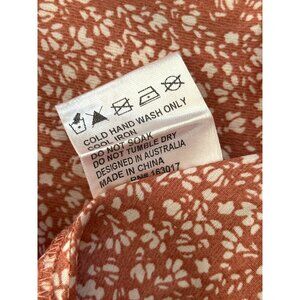 COLD HAND WASH ONLY
COOL IRON
DO NOT SOAK
DO NOT TUMBLE DRY
DESIGNED IN AUSTRALIA
MADE IN CHINA
RN# 163017